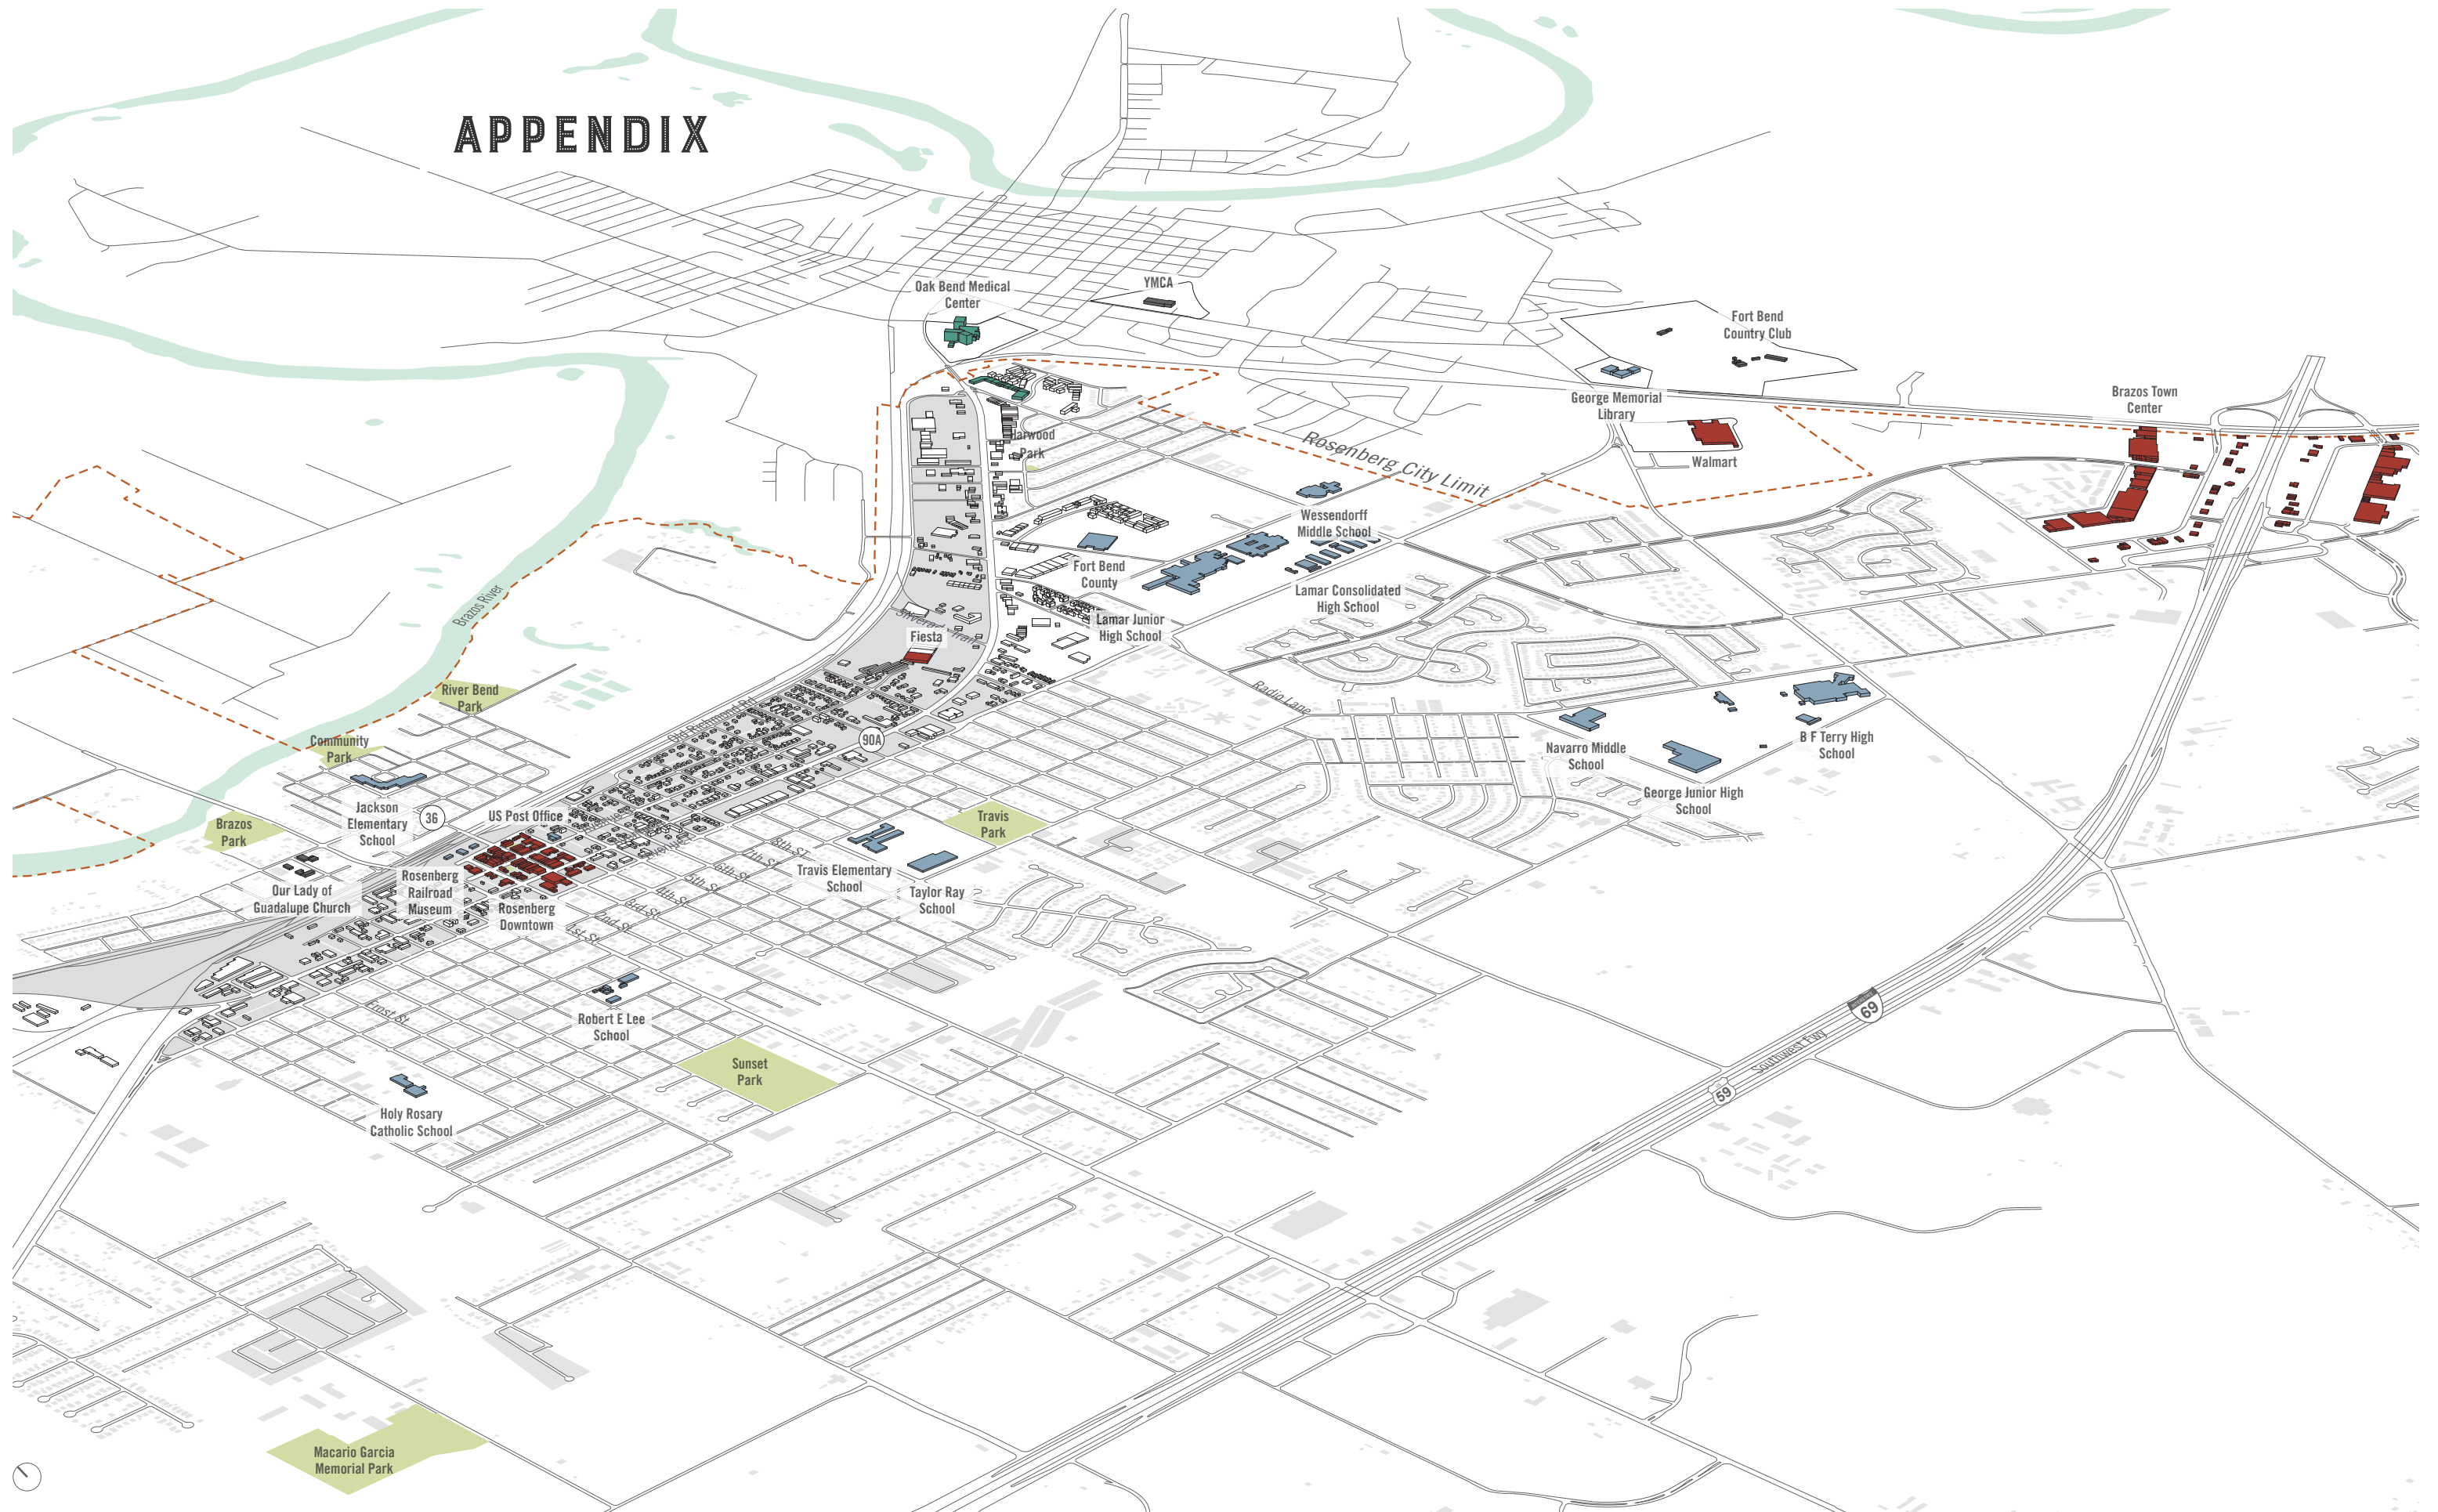 APPENDIX
Oak Bend Medical
Center
YMCA
Fort Bend
Country Club
George Memorial
Library
Brazos Town
Center
Harwood
Park
Rosenberg City Limit
Walmart
Wessendorff
Middle School
Fort Bend
County
Lamar Consolidated
High School
Brazos River
Lamar Junior
High School
Fiesta
River Bend
Park
Radio Lane
Old Richmond Rd
90A
Community
Park
Navarro Middle
School
B F Terry High
School
George Junior High
School
Jackson
Elementary
School
36
US Post Office
Brazos
Park
Travis
Park
8th ST
7th St
6th St
5th St
4th St
3rd St
2nd St
1st St
Travis Elementary
School
Taylor Ray
School
Our Lady of
Guadalupe Church
Rosenberg
Railroad
Museum
Rosenberg
Downtown
Frost St
Robert E Lee
School
69
Southwest Fwy
59
Sunset
Park
Holy Rosary
Catholic School
Macario Garcia
Memorial Park